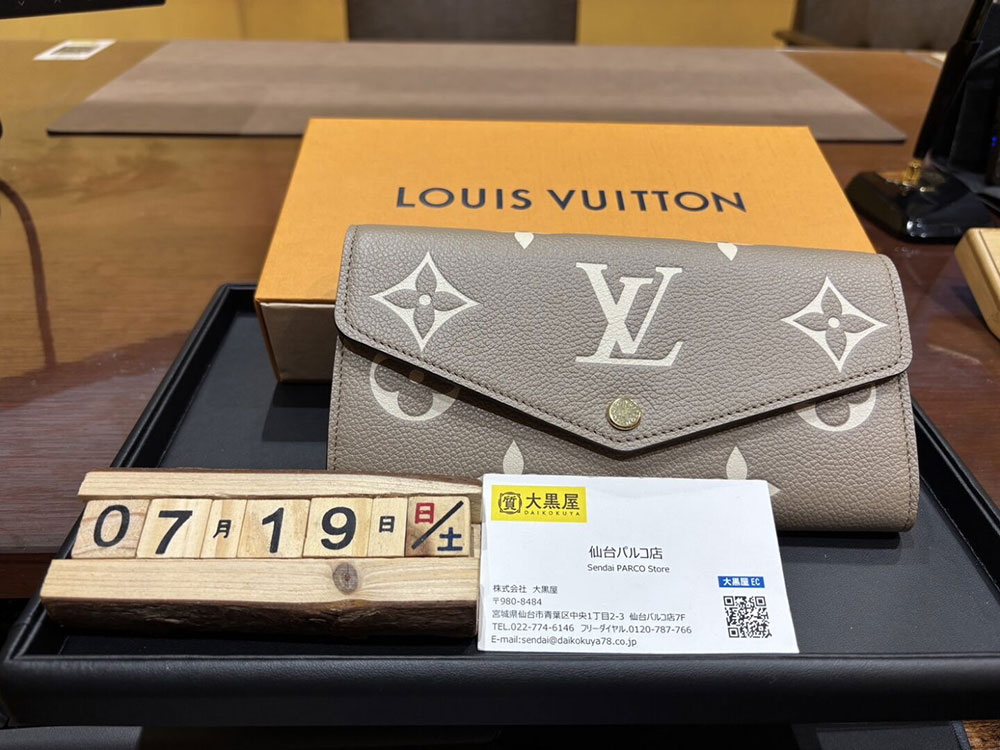 LOUIS VUITTON
LV
07月19日日/土
質 大黒屋
DAIKOKUYA
仙台パルコ店
Sendai PARCO Store
大黒屋 EC
株式会社 大黒屋
〒980-8484
宮城県仙台市青葉区中央1丁目2-3 仙台パルコ店7F
TEL.022-774-6146 フリーダイヤル.0120-787-766
E-mail:sendai@daikokuya78.co.jp